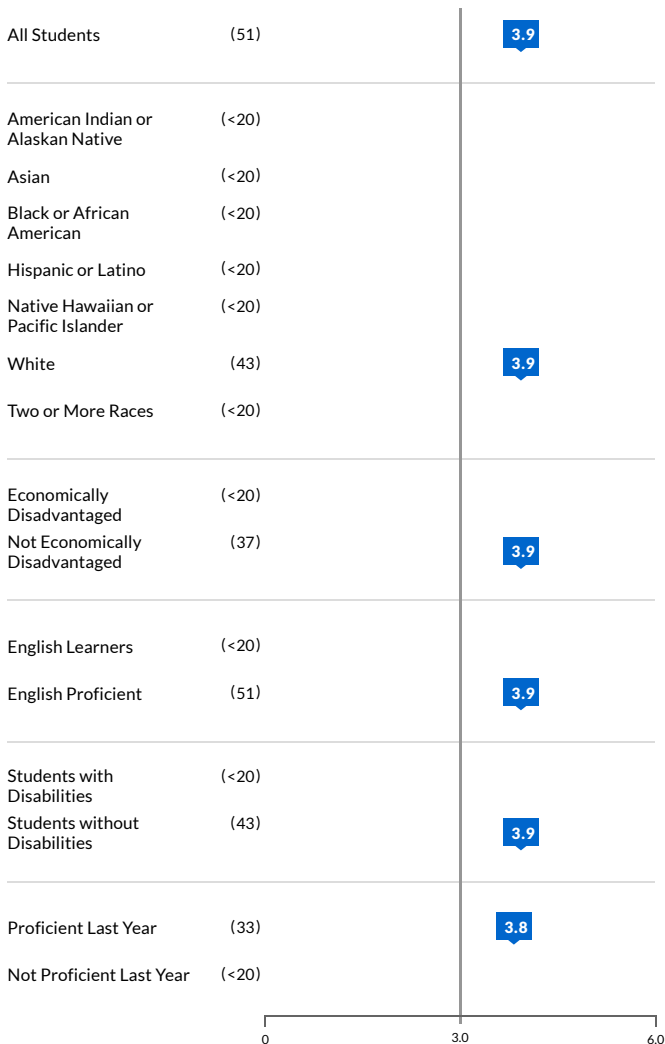 All Students (51) 3.9
American Indian or (<20)
Alaskan Native
Asian (<20)
Black or African (<20)
American
Hispanic or Latino (<20)
Native Hawaiian or (<20)
Pacific Islander
White (43) 3.9
Two or More Races (<20)
Economically (<20)
Disadvantaged
Not Economically (37) 3.9
Disadvantaged
English Learners (<20)
English Proficient (51) 3.9
Students with (<20)
Disabilities
Students without (43) 3.9
Disabilities
Proficient Last Year (33) 3.8
Not Proficient Last Year (<20)
0 3.0 6.0